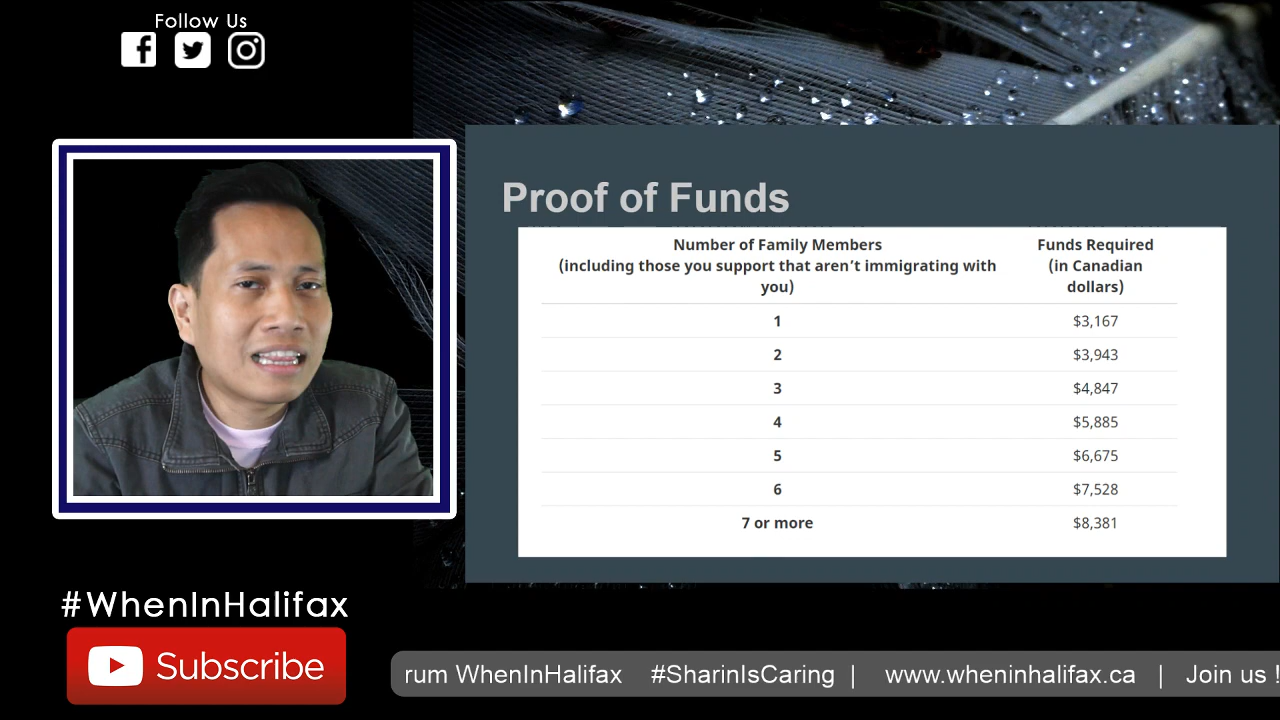 Follow Us
Proof of Funds
Number of Family Members
(including those you support that aren’t immigrating with
you)
Funds Required
(in Canadian
dollars)
1 $3,167
2 $3,943
3 $4,847
4 $5,885
5 $6,675
6 $7,528
7 or more $8,381
#WhenInHalifax
Subscribe
rum WhenInHalifax #SharinIsCaring | www.wheninhalifax.ca | Join us !